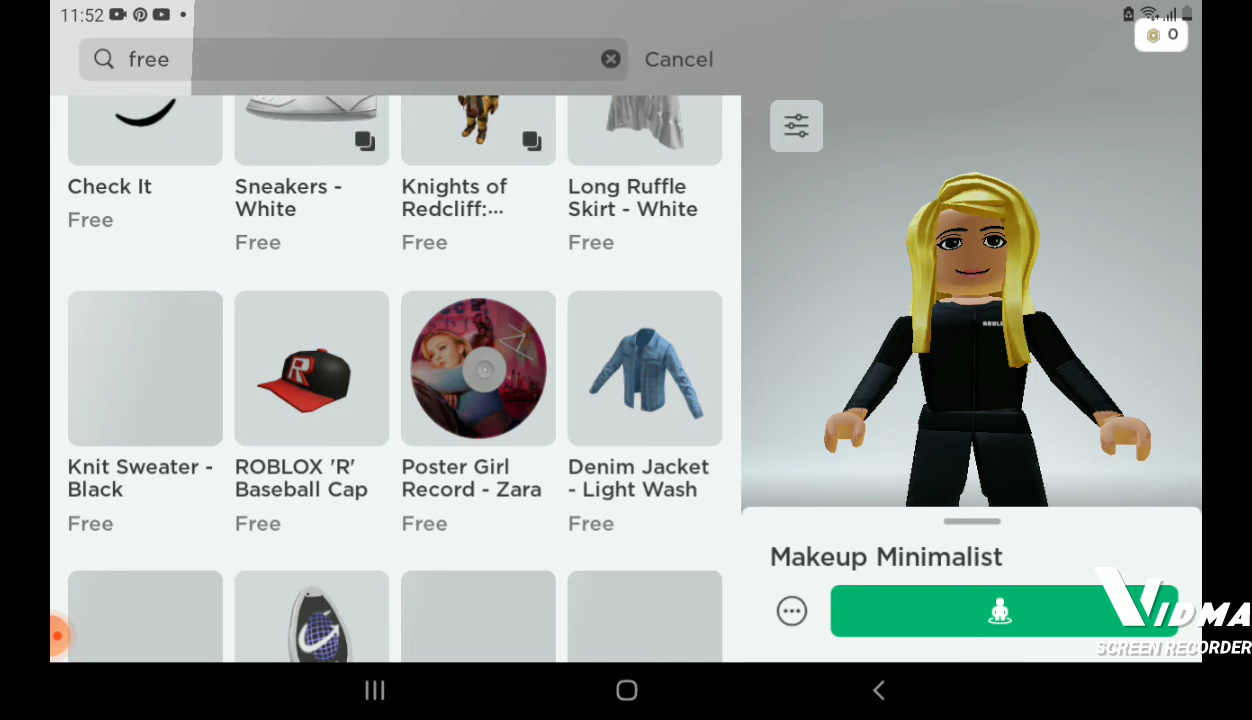 11:52
0
free
Cancel
Check It
Free
Sneakers -
White
Free
Knights of
Redcliff:...
Free
Long Ruffle
Skirt - White
Free
Knit Sweater -
Black
Free
R
ROBLOX 'R'
Baseball Cap
Free
Poster Girl
Record - Zara
Free
Denim Jacket
- Light Wash
Free
ROBLOX
Makeup Minimalist
VIDMA
SCREEN RECORDER